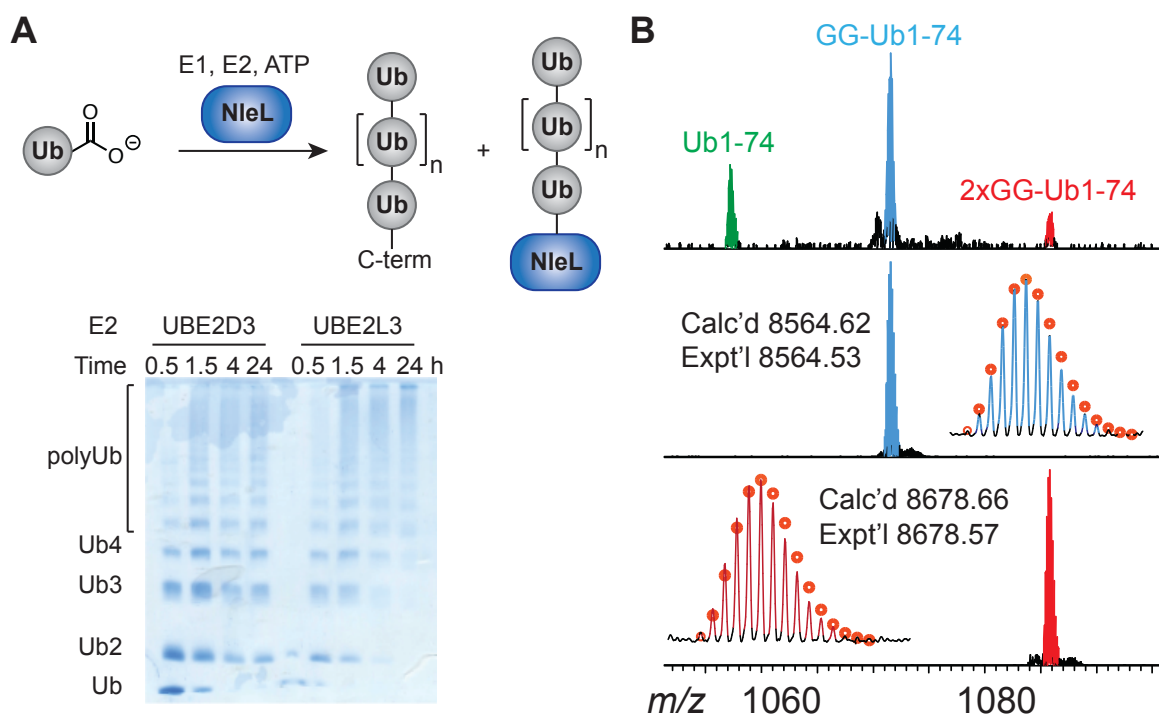 A
E1, E2, ATP
NleL
Ub
O
O⊖
Ub
[Ub]n
Ub
C-term
+
Ub
[Ub]n
Ub
NleL
E2 UBE2D3 UBE2L3
Time 0.5 1.5 4 24 0.5 1.5 4 24 h
polyUb
Ub4
Ub3
Ub2
Ub
B
GG-Ub1-74
Ub1-74
2xGG-Ub1-74
Calc'd 8564.62
Expt'l 8564.53
Calc'd 8678.66
Expt'l 8678.57
m/z 1060 1080